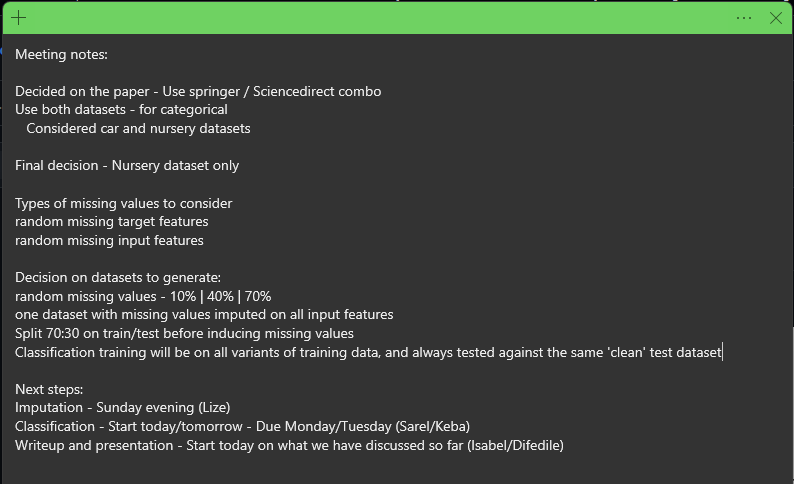 Meeting notes:
Decided on the paper - Use springer / Sciencedirect combo
Use both datasets - for categorical
Considered car and nursery datasets
Final decision - Nursery dataset only
Types of missing values to consider
random missing target features
random missing input features
Decision on datasets to generate:
random missing values - 10% | 40% | 70%
one dataset with missing values imputed on all input features
Split 70:30 on train/test before inducing missing values
Classification training will be on all variants of training data, and always tested against the same 'clean' test dataset
Next steps:
Imputation - Sunday evening (Lize)
Classification - Start today/tomorrow - Due Monday/Tuesday (Sarel/Keba)
Writeup and presentation - Start today on what we have discussed so far (Isabel/Difedile)